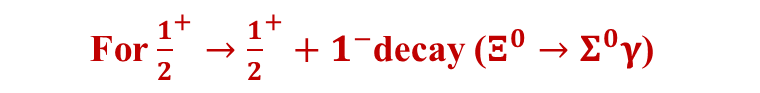 For 1/2⁺ → 1/2⁺ + 1⁻decay (Ξ⁰ → Σ⁰γ)